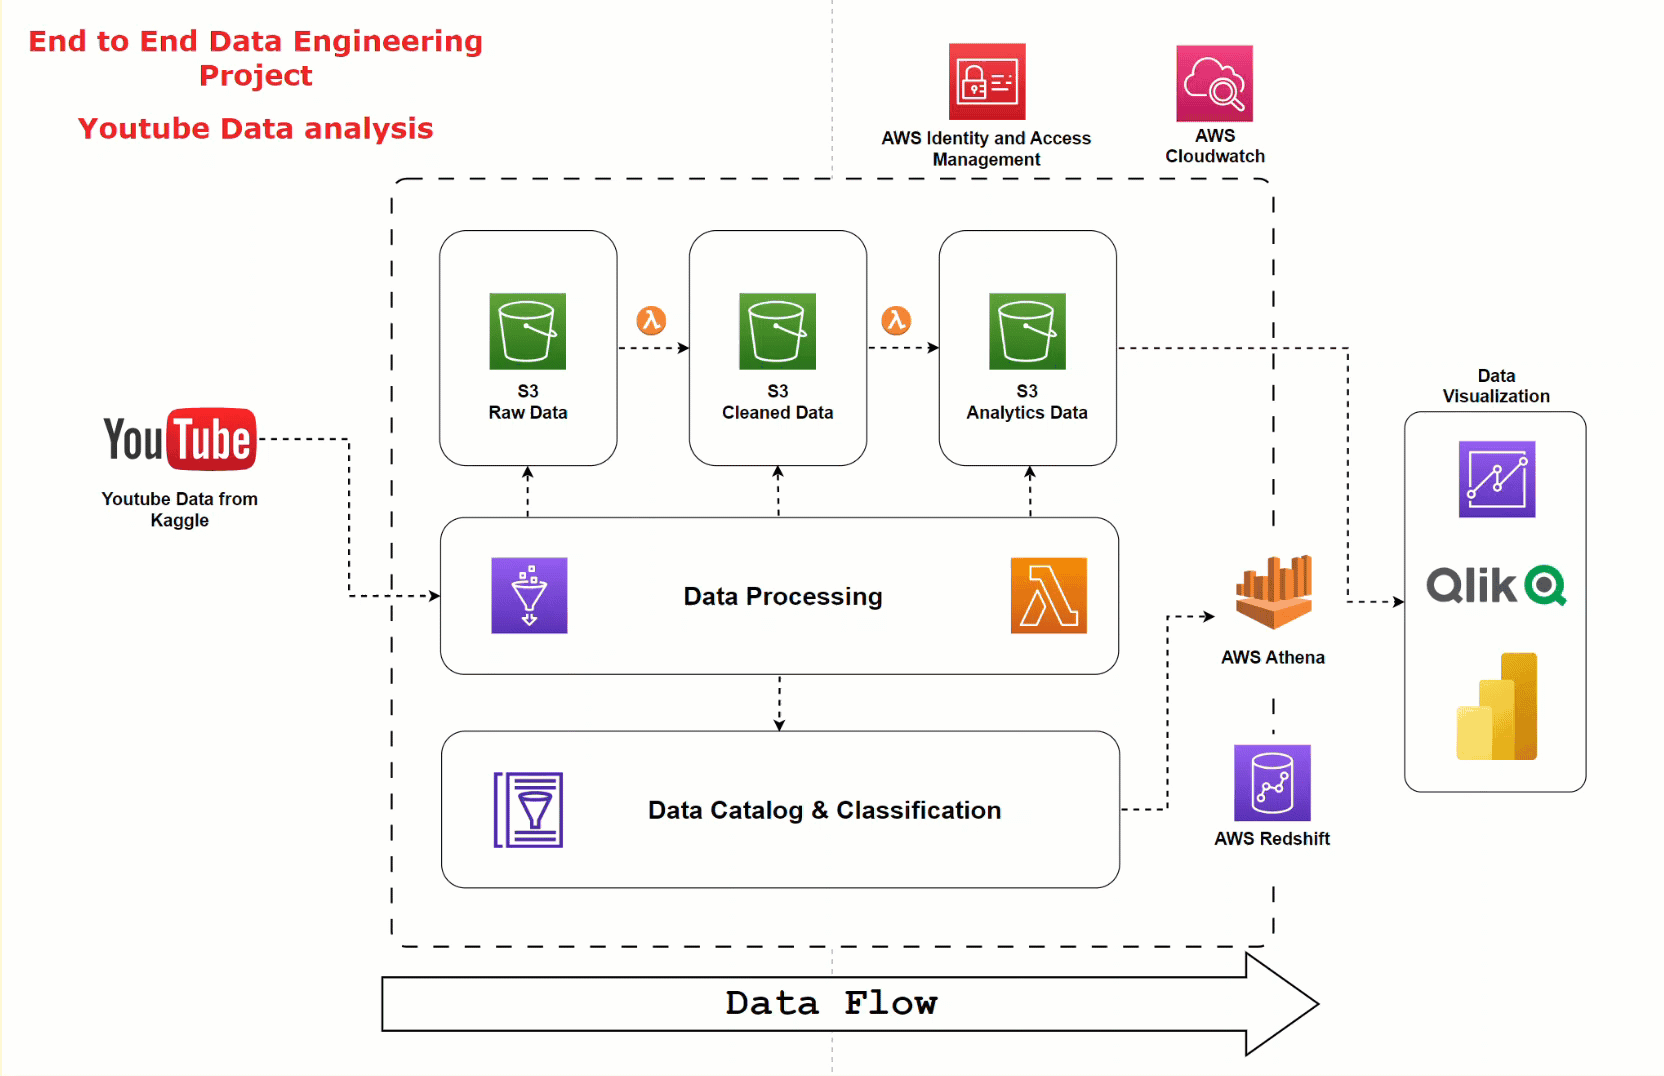 End to End Data Engineering
Project
Youtube Data analysis
AWS Identity and Access
Management
AWS
Cloudwatch
S3
Raw Data
λ
S3
Cleaned Data
λ
S3
Analytics Data
YouTube
Youtube Data from
Kaggle
Data Processing
Data Catalog & Classification
AWS Athena
AWS Redshift
Data
Visualization
Qlik
Data Flow